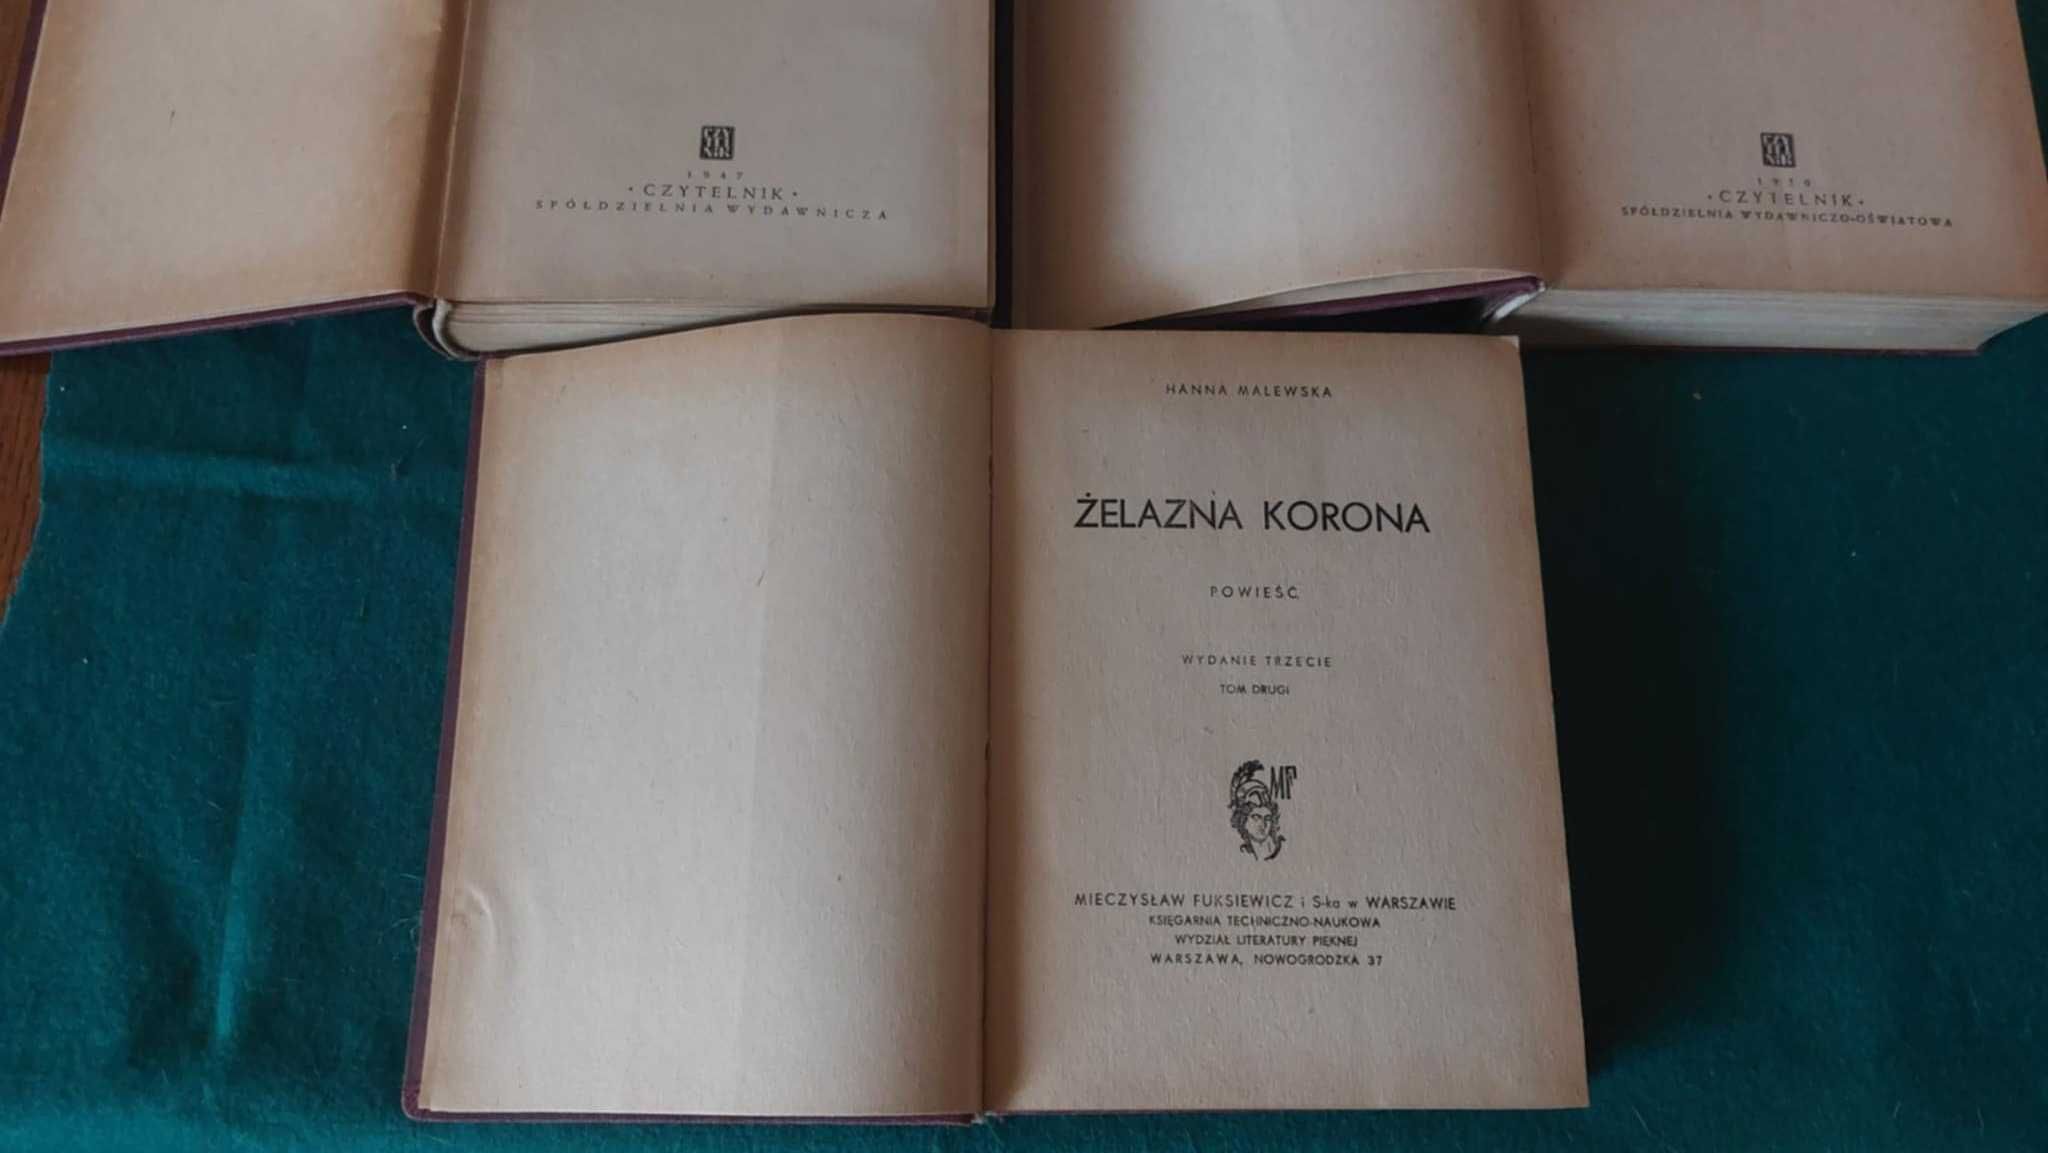 1947
• CZYTELNIK •
SPÓŁDZIELNIA WYDAWNICZA
• CZYTELNIK •
SPÓŁDZIELNIA WYDAWNICZO-OŚWIATOWA
HANNA MALEWSKA
ŻELAZNA KORONA
POWIEŚĆ
WYDANIE TRZECIE
TOM DRUGI
MF
MIECZYSŁAW FUKSIEWICZ i S-ka w WARSZAWIE
KSIĘGARNIA TECHNICZNO-NAUKOWA
WYDZIAŁ LITERATURY PIĘKNEJ
WARSZAWA, NOWOGRODZKA 37